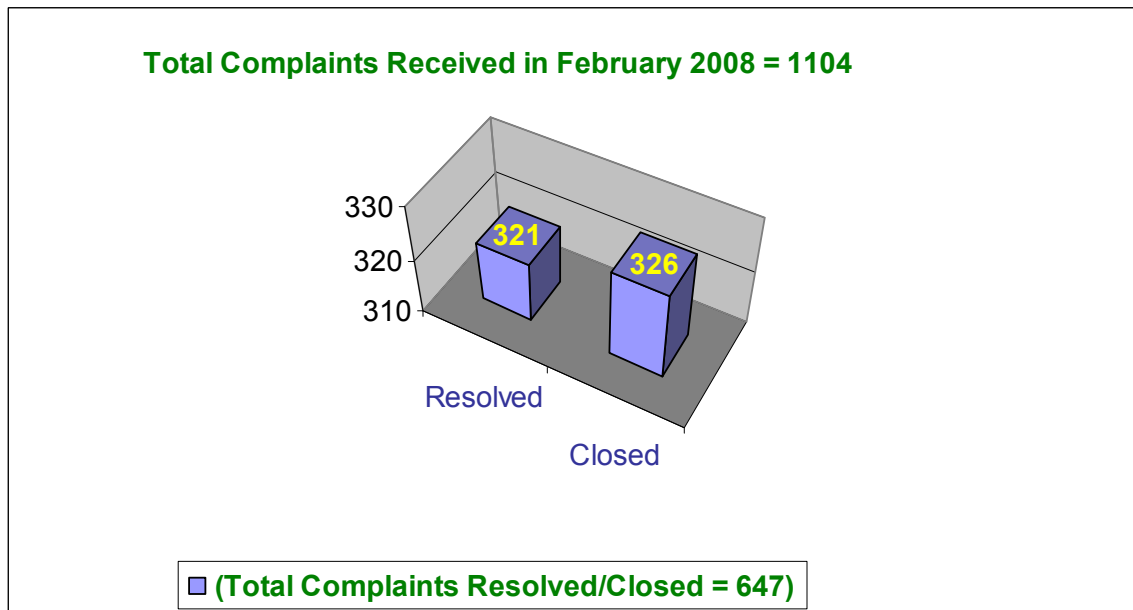 Total Complaints Received in February 2008 = 1104
330
320
310
321
326
Resolved
Closed
(Total Complaints Resolved/Closed = 647)